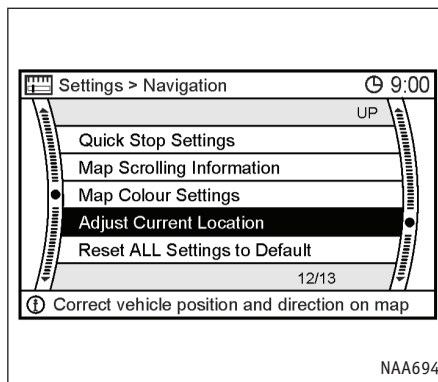 Settings > Navigation 9:00
UP
Quick Stop Settings
Map Scrolling Information
Map Colour Settings
Adjust Current Location
Reset ALL Settings to Default
12/13
Correct vehicle position and direction on map
NAA694